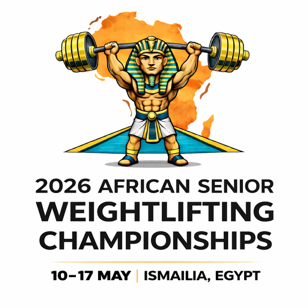 2026 AFRICAN SENIOR
WEIGHTLIFTING
CHAMPIONSHIPS
10–17 MAY | ISMAILIA, EGYPT